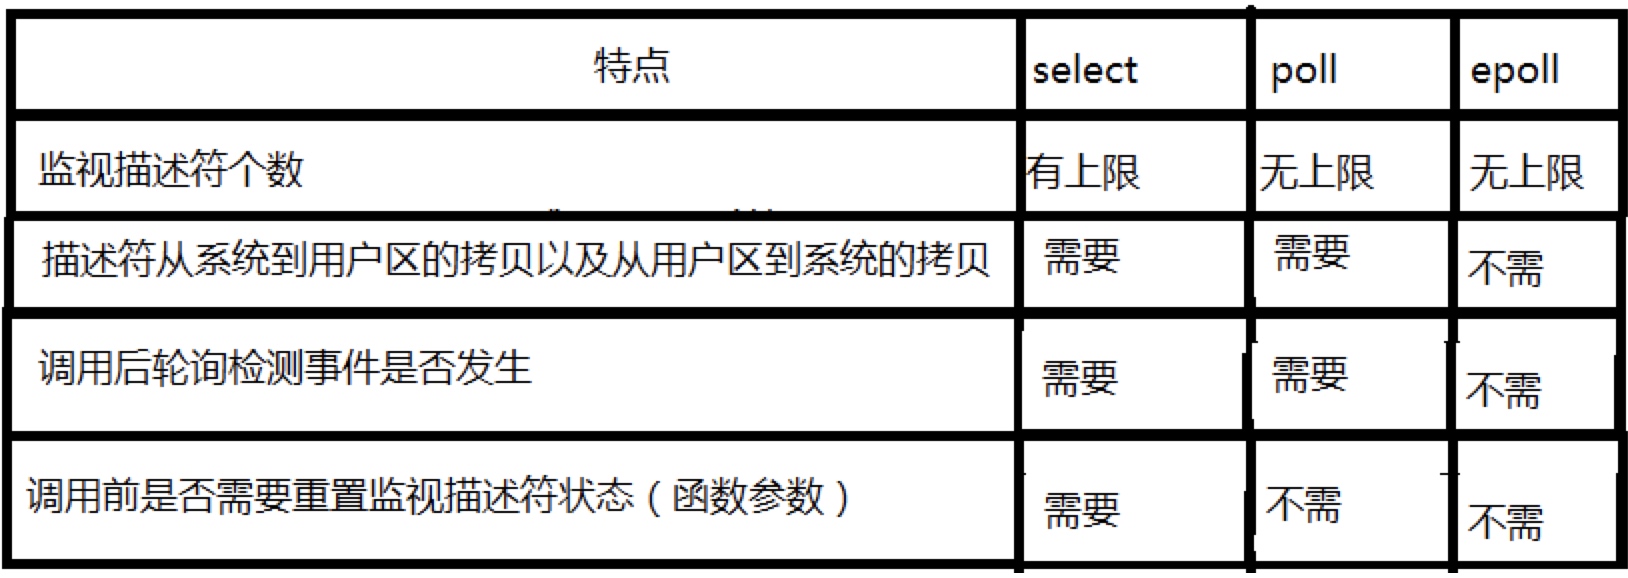 特点 select poll epoll
监视描述符个数 有上限 无上限 无上限
描述符从系统到用户区的拷贝以及从用户区到系统的拷贝 需要 需要 不需
调用后轮询检测事件是否发生 需要 需要 不需
调用前是否需要重置监视描述符状态（函数参数） 需要 不需 不需